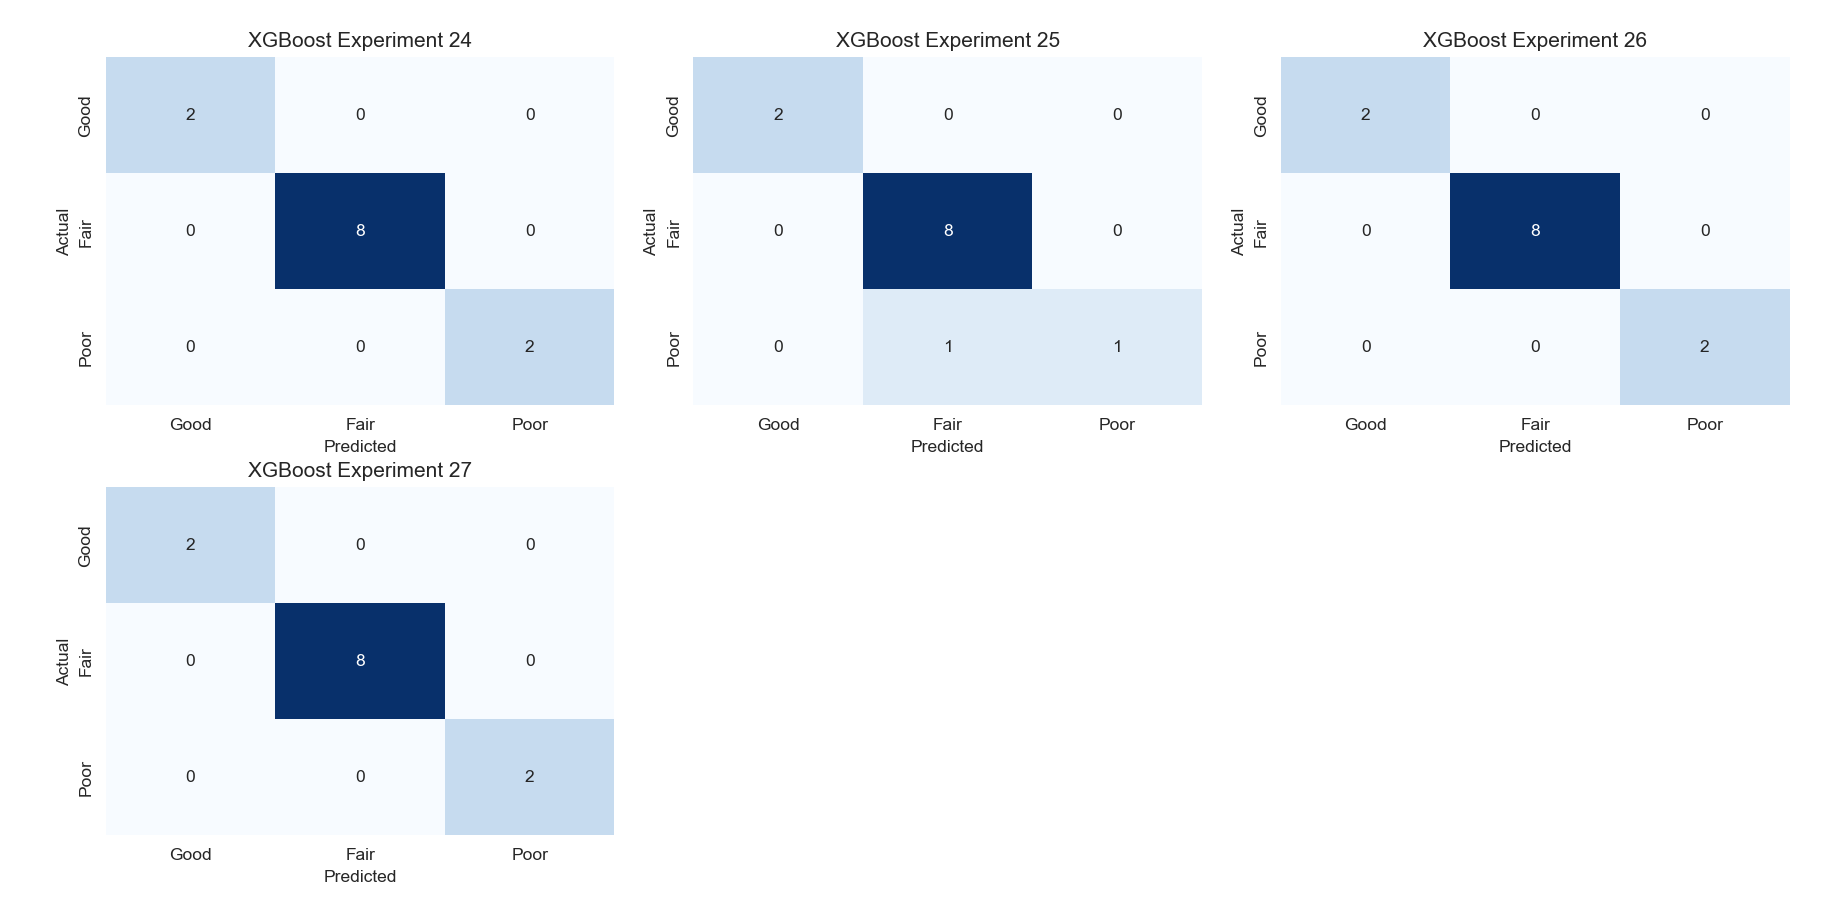 XGBoost Experiment 24
Good 2 0 0
Actual
Fair 0 8 0
Poor 0 0 2
Good Fair Poor
Predicted
XGBoost Experiment 25
Good 2 0 0
Actual
Fair 0 8 0
Poor 0 1 1
Good Fair Poor
Predicted
XGBoost Experiment 26
Good 2 0 0
Actual
Fair 0 8 0
Poor 0 0 2
Good Fair Poor
Predicted
XGBoost Experiment 27
Good 2 0 0
Actual
Fair 0 8 0
Poor 0 0 2
Good Fair Poor
Predicted